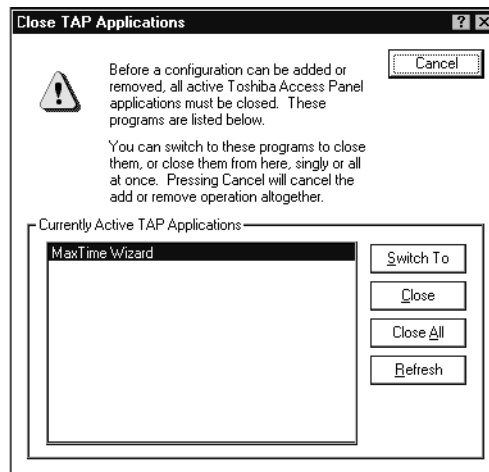 Close TAP Applications
Cancel
Before a configuration can be added or
removed, all active Toshiba Access Panel
applications must be closed. These
programs are listed below.
You can switch to these programs to close
them, or close them from here, singly or all
at once. Pressing Cancel will cancel the
add or remove operation altogether.
Currently Active TAP Applications
MaxTime Wizard
Switch To
Close
Close All
Refresh